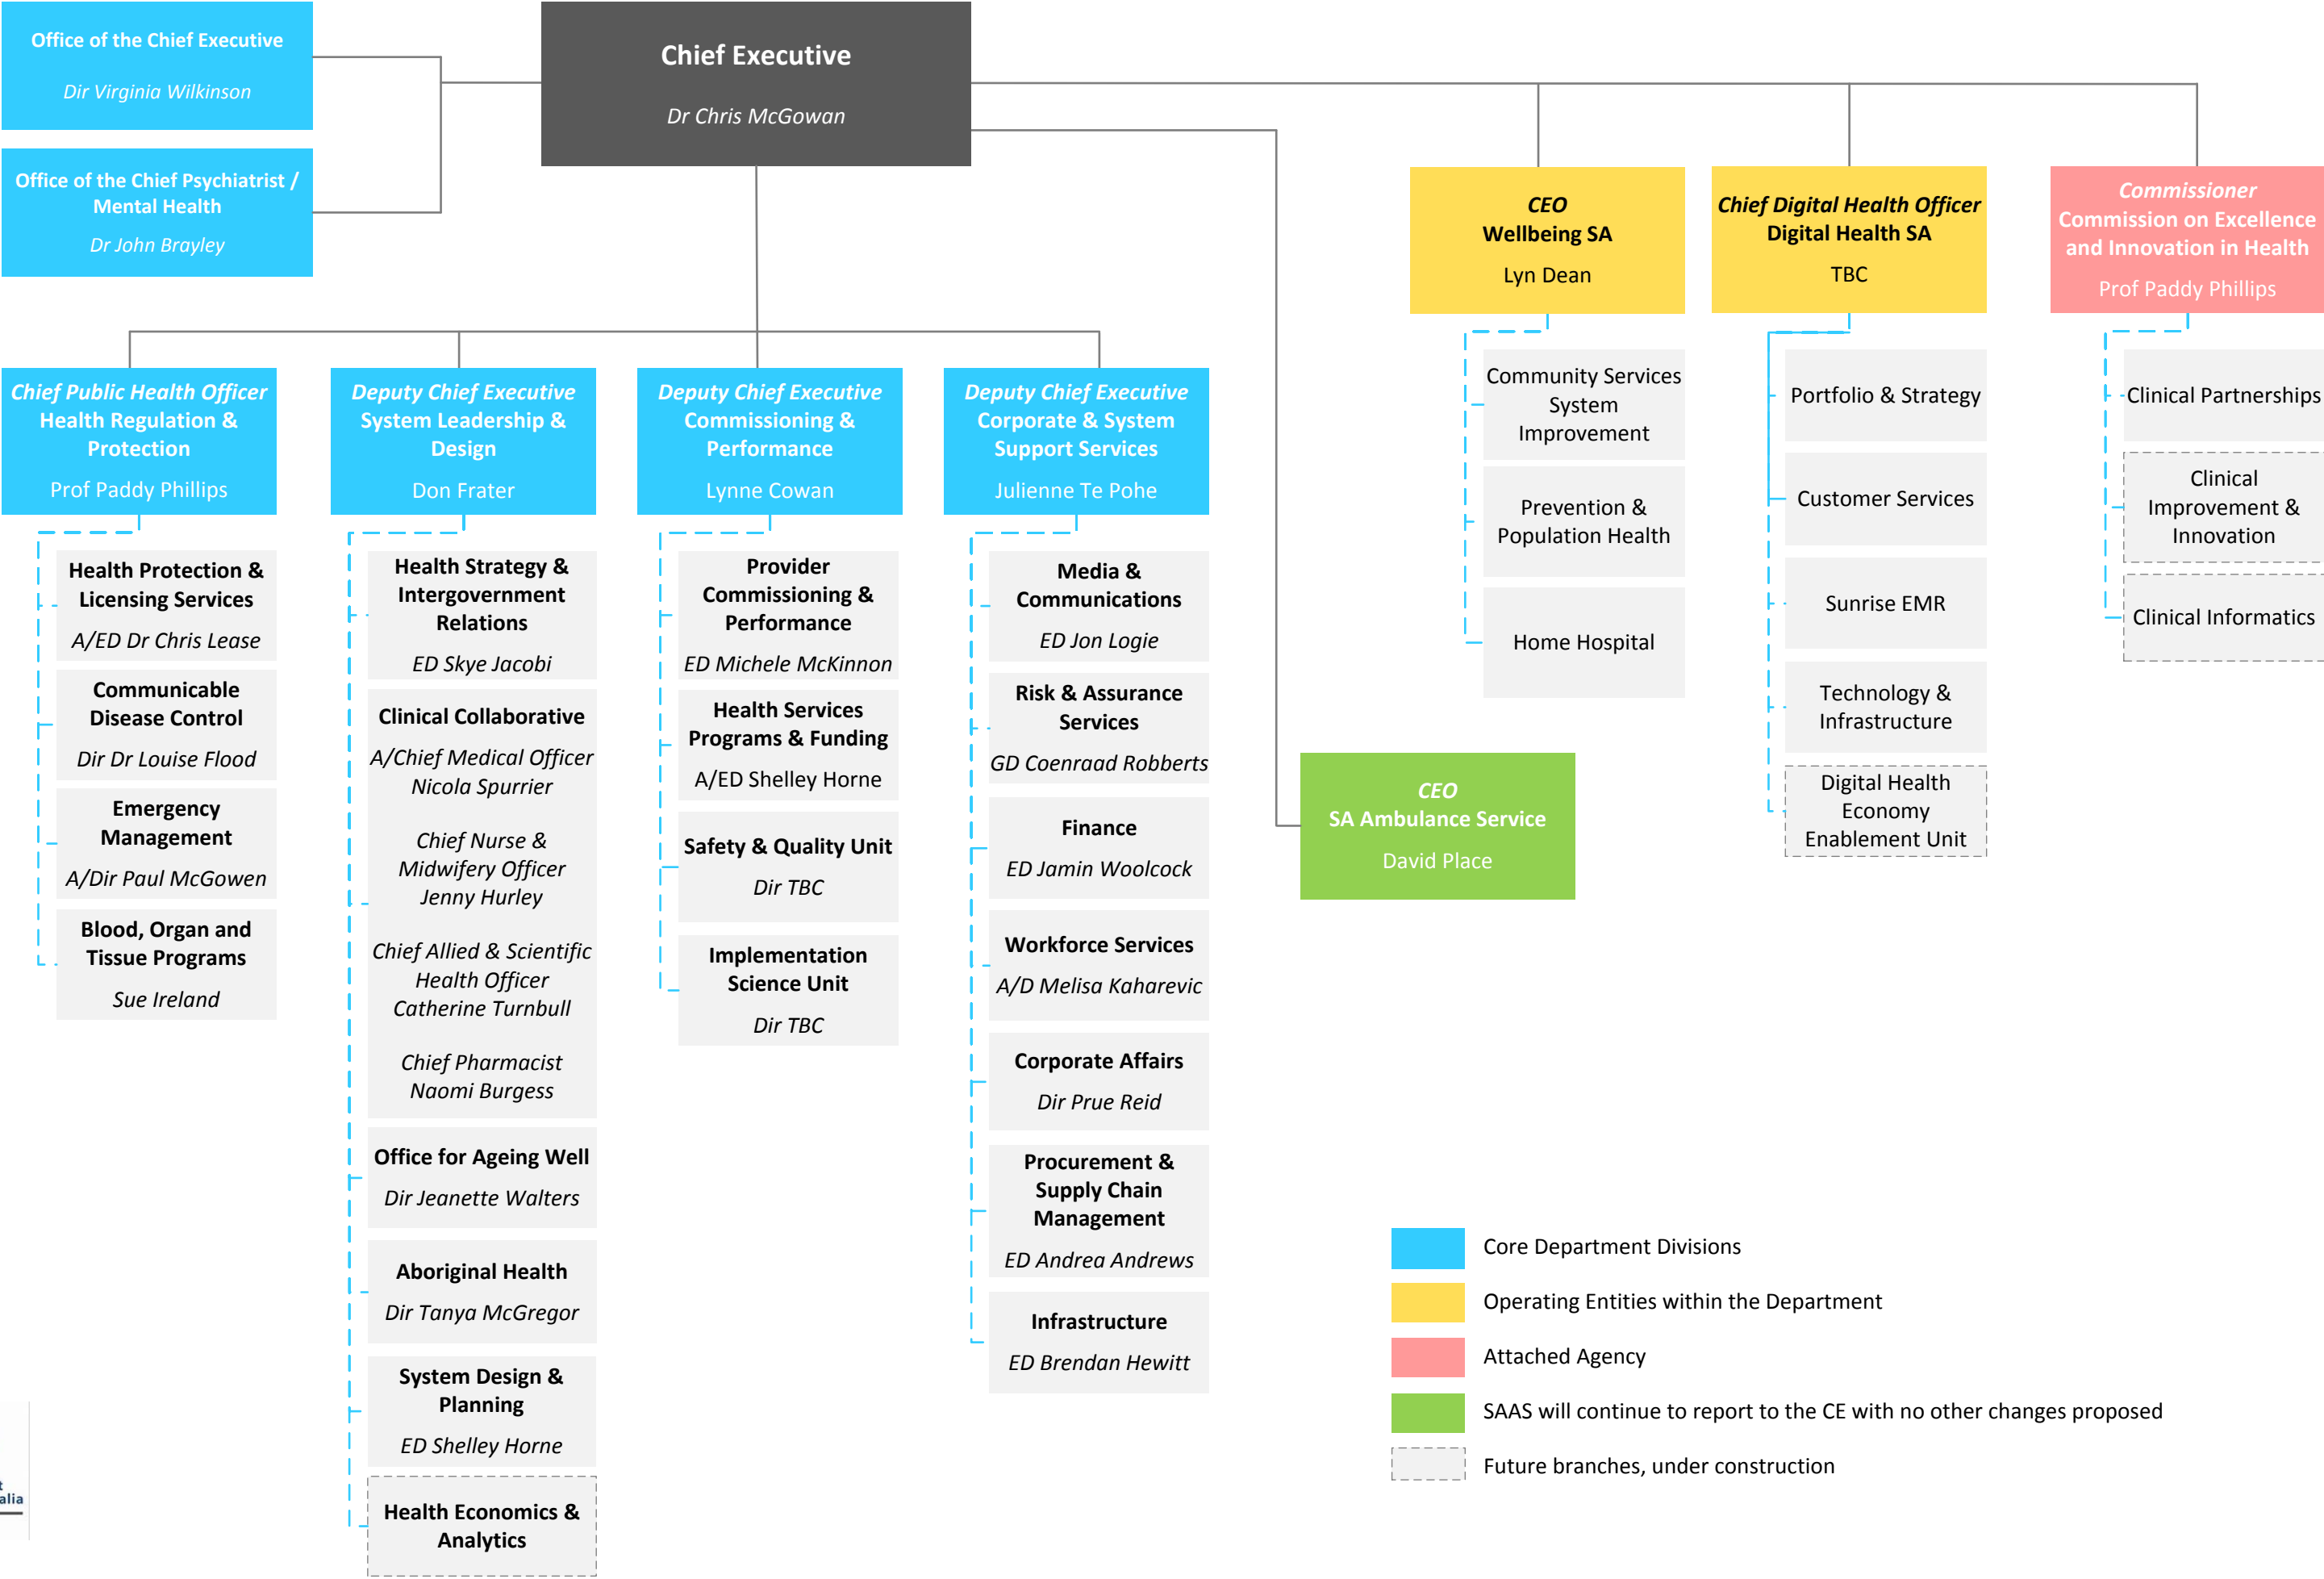 Office of the Chief Executive
Dir Virginia Wilkinson
Office of the Chief Psychiatrist /
Mental Health
Dr John Brayley
Chief Executive
Dr Chris McGowan
CEO
Wellbeing SA
Lyn Dean
Chief Digital Health Officer
Digital Health SA
TBC
Commissioner
Commission on Excellence
and Innovation in Health
Prof Paddy Phillips
Chief Public Health Officer
Health Regulation &
Protection
Prof Paddy Phillips
Health Protection &
Licensing Services
A/ED Dr Chris Lease
Communicable
Disease Control
Dir Dr Louise Flood
Emergency
Management
A/Dir Paul McGowen
Blood, Organ and
Tissue Programs
Sue Ireland
Deputy Chief Executive
System Leadership &
Design
Don Frater
Health Strategy &
Intergovernment
Relations
ED Skye Jacobi
Clinical Collaborative
A/Chief Medical Officer
Nicola Spurrier
Chief Nurse &
Midwifery Officer
Jenny Hurley
Chief Allied & Scientific
Health Officer
Catherine Turnbull
Chief Pharmacist
Naomi Burgess
Office for Ageing Well
Dir Jeanette Walters
Aboriginal Health
Dir Tanya McGregor
System Design &
Planning
ED Shelley Horne
Health Economics &
Analytics
Deputy Chief Executive
Commissioning &
Performance
Lynne Cowan
Provider
Commissioning &
Performance
ED Michele McKinnon
Health Services
Programs & Funding
A/ED Shelley Horne
Safety & Quality Unit
Dir TBC
Implementation
Science Unit
Dir TBC
Deputy Chief Executive
Corporate & System
Support Services
Julienne Te Pohe
Media &
Communications
ED Jon Logie
Risk & Assurance
Services
GD Coenraad Robberts
Finance
ED Jamin Woolcock
Workforce Services
A/D Melisa Kaharevic
Corporate Affairs
Dir Prue Reid
Procurement &
Supply Chain
Management
ED Andrea Andrews
Infrastructure
ED Brendan Hewitt
CEO
SA Ambulance Service
David Place
Community Services
System
Improvement
Prevention &
Population Health
Home Hospital
Portfolio & Strategy
Customer Services
Sunrise EMR
Technology &
Infrastructure
Digital Health
Economy
Enablement Unit
Clinical Partnerships
Clinical
Improvement &
Innovation
Clinical Informatics
Core Department Divisions
Operating Entities within the Department
Attached Agency
SAAS will continue to report to the CE with no other changes proposed
Future branches, under construction
t
alia